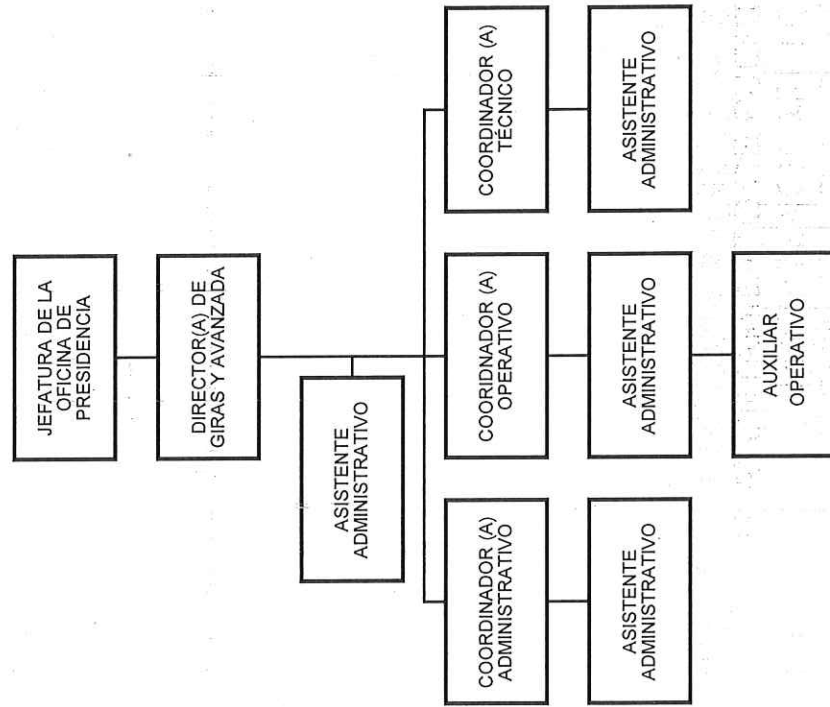 JEFATURA DE LA
OFICINA DE
PRESIDENCIA
DIRECTOR(A) DE
GIRAS Y AVANZADA
ASISTENTE
ADMINISTRATIVO
COORDINADOR (A)
ADMINISTRATIVO
COORIDNADOR (A)
OPERATIVO
COORDINADOR (A)
TÉCNICO
ASISTENTE
ADMINISTRATIVO
ASISTENTE
ADMINISTRATIVO
ASISTENTE
ADMINISTRATIVO
AUXILIAR
OPERATIVO